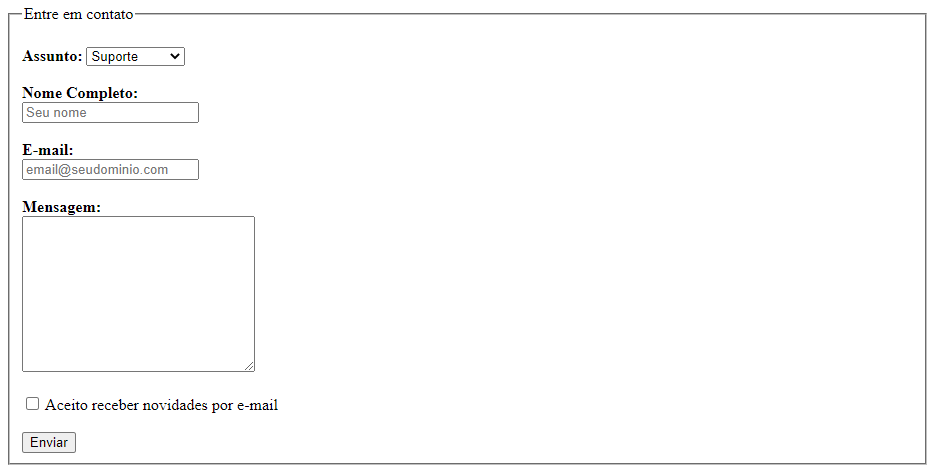 Entre em contato
Assunto: Suporte
Nome Completo:
Seu nome
E-mail:
email@seudominio.com
Mensagem:
Aceito receber novidades por e-mail
Enviar